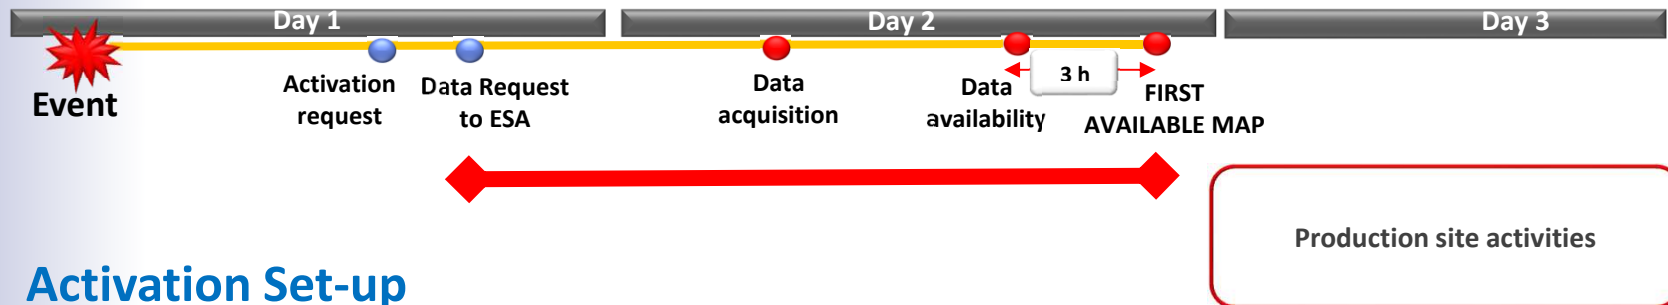 Day 1
Day 2
Day 3
Event
Activation
request
Data Request
to ESA
Data
acquisition
Data
availability
3 h
FIRST
AVAILABLE MAP
Production site activities
Activation Set-up